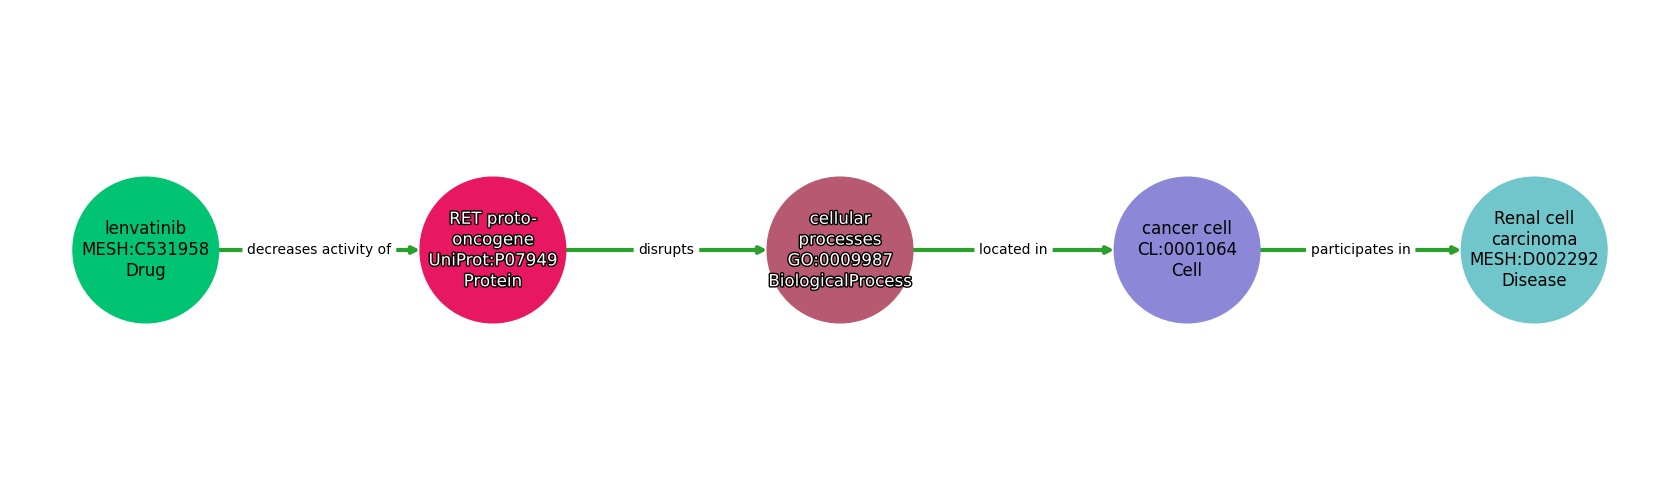 lenvatinib
MESH:C531958
Drug
decreases activity of
RET proto-
oncogene
UniProt:P07949
Protein
disrupts
cellular
processes
GO:0009987
BiologicalProcess
located in
cancer cell
CL:0001064
Cell
participates in
Renal cell
carcinoma
MESH:D002292
Disease